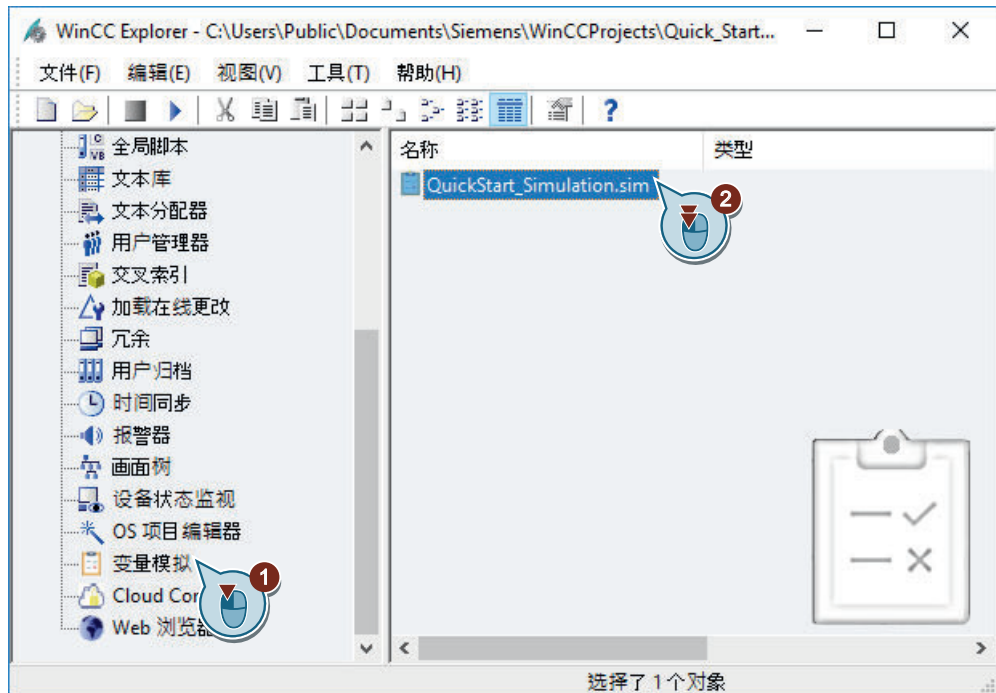 WinCC Explorer - C:\Users\Public\Documents\Siemens\WinCCProjects\Quick_Start...
文件(F) 编辑(E) 视图(V) 工具(T) 帮助(H)
C
VB
全局脚本
文本库
文本分配器
用户管理器
交叉索引
加载在线更改
冗余
用户归档
时间同步
报警器
画面树
设备状态监视
OS 项目编辑器
变量模拟
1
Cloud Cor
Web 浏览器
名称 类型
QuickStart_Simulation.sim
2
选择了 1 个对象